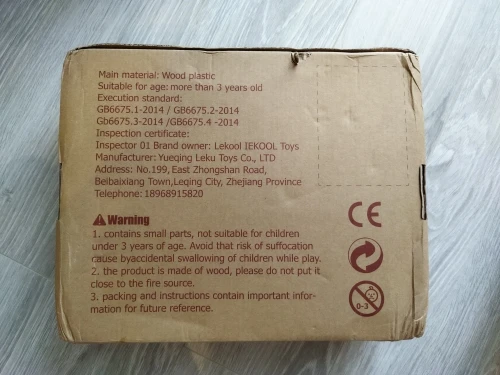 Main material: Wood plastic
Suitable for age: more than 3 years old
Execution standard:
GB6675.1-2014 / GB6675.2-2014
Gb6675.3-2014 /GB6675.4 -2014
Inspection certificate:
Inspector 01 Brand owner: Lekool IEKOOL Toys
Manufacturer: Yueqing Leku Toys Co., LTD
Address: No.199, East Zhongshan Road,
Beibaixiang Town,Leqing City, Zhejiang Province
Telephone: 18968915820
Warning
1. contains small parts, not suitable for children
under 3 years of age. Avoid that risk of suffocation
cause byaccidental swallowing of children while play.
2. the product is made of wood, please do not put it
close to the fire source.
3. packing and instructions contain important infor-
mation for future reference.
CE
0-3